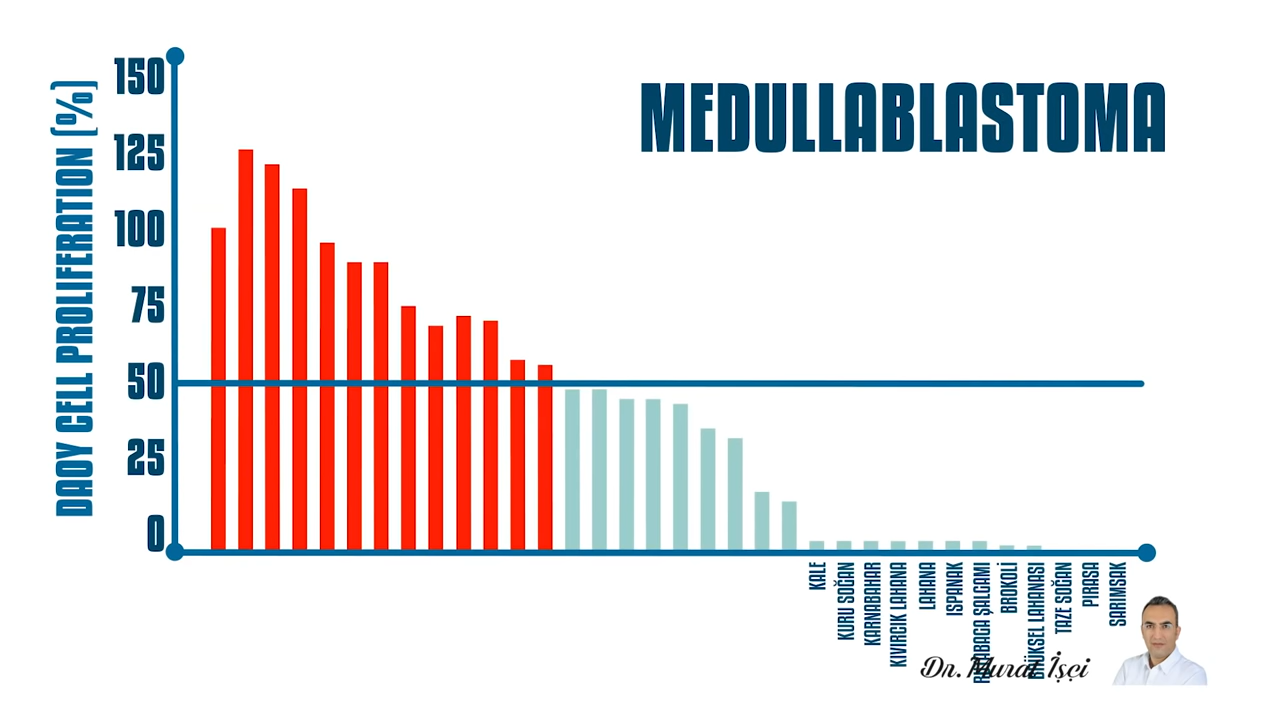 MEDULLABLASTOMA
DAOY CELL PROLIFERATION (%)
150
125
100
75
50
25
0
KALE
KURU SOĞAN
KARNABAHAR
KIVIRCIK LAHANA
LAHANA
ISPANAK
ŞALGAMI
BROKOLİ
BRÜKSEL LAHANASI
TAZE SOĞAN
PIRASA
SARIMSAK
Dr. Murat İşçi